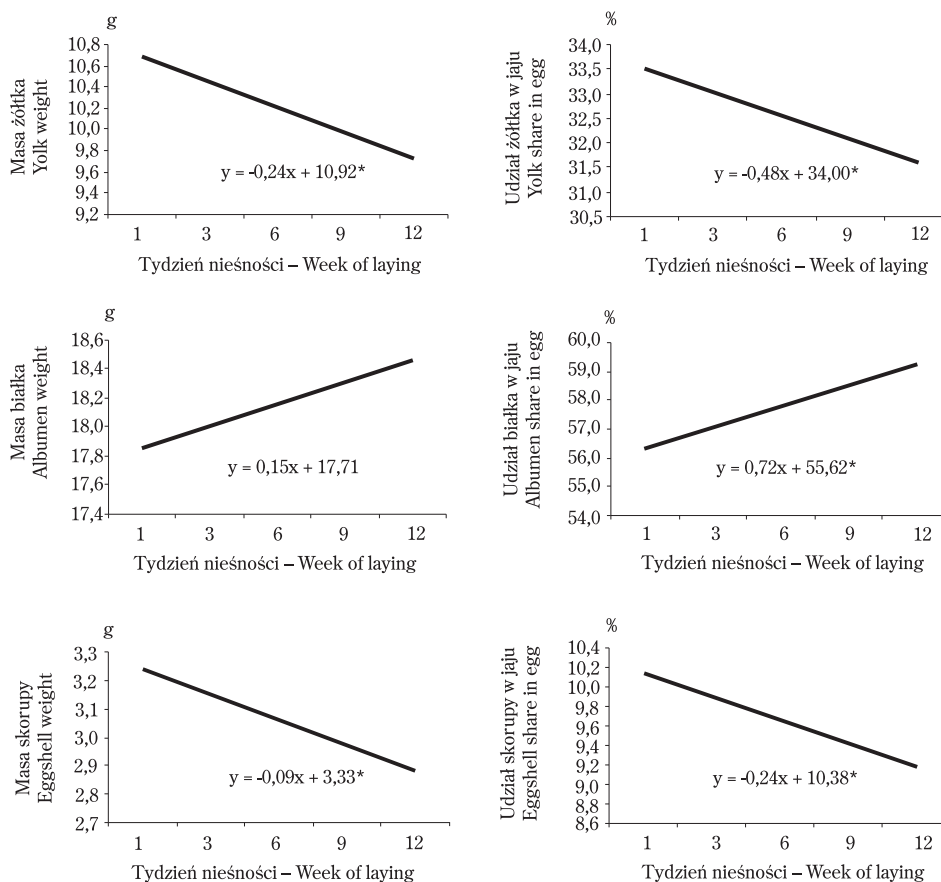 g
Masa żółtka
Yolk weight
10,8
10,6
10,4
10,2
10,0
9,8
9,6
9,4
9,2
y = -0,24x + 10,92*
1 3 6 9 12
Tydzień nieśności – Week of laying
%
Udział żółtka w jaju
Yolk share in egg
34,0
33,5
33,0
32,5
32,0
31,5
31,0
30,5
y = -0,48x + 34,00*
1 3 6 9 12
Tydzień nieśności – Week of laying
g
Masa białka
Albumen weight
18,6
18,4
18,2
18,0
17,8
17,6
17,4
y = 0,15x + 17,71
1 3 6 9 12
Tydzień nieśności – Week of laying
%
Udział białka w jaju
Albumen share in egg
60,0
59,0
58,0
57,0
56,0
55,0
54,0
y = 0,72x + 55,62*
1 3 6 9 12
Tydzień nieśności – Week of laying
g
Masa skorupy
Eggshell weight
3,3
3,2
3,1
3,0
2,9
2,8
2,7
y = -0,09x + 3,33*
1 3 6 9 12
Tydzień nieśności – Week of laying
%
Udział skorupy w jaju
Eggshell share in egg
10,4
10,2
10,0
9,8
9,6
9,4
9,2
9,0
8,8
8,6
y = -0,24x + 10,38*
1 3 6 9 12
Tydzień nieśności – Week of laying